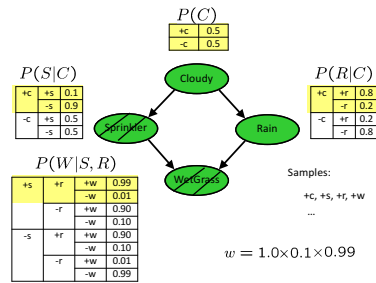 P(C)
+c 0.5
-c 0.5
P(S|C)
+c +s 0.1
-s 0.9
-c +s 0.5
-s 0.5
Cloudy
P(R|C)
+c +r 0.8
-r 0.2
-c +r 0.2
-r 0.8
Sprinkler
Rain
P(W|S, R)
+s +r +w 0.99
-w 0.01
-r +w 0.90
-w 0.10
-s +r +w 0.90
-w 0.10
-r +w 0.01
-w 0.99
WetGrass
Samples:
+c, +s, +r, +w
...
w = 1.0×0.1×0.99